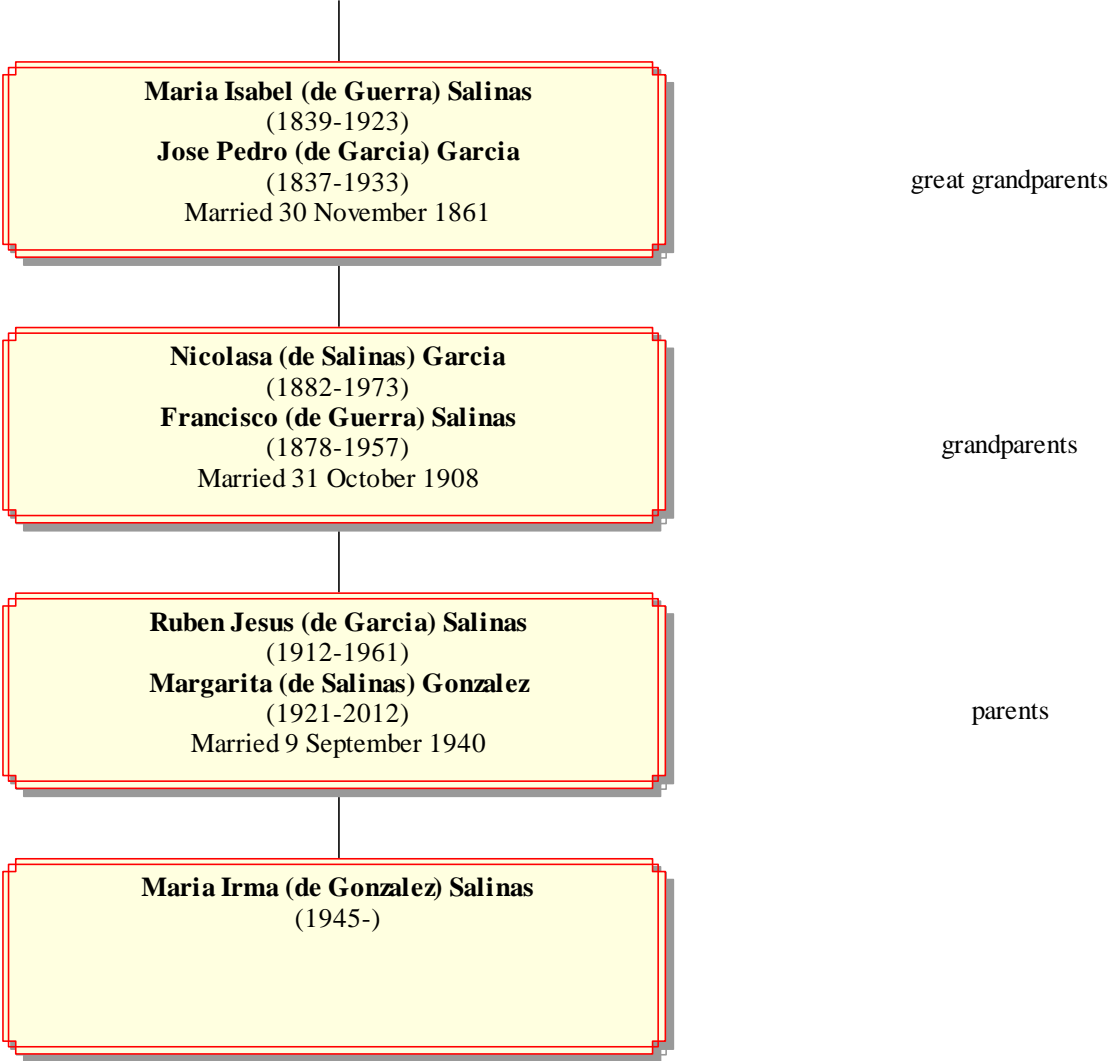 Maria Isabel (de Guerra) Salinas
(1839-1923)
Jose Pedro (de Garcia) Garcia
(1837-1933)
Married 30 November 1861
great grandparents
Nicolasa (de Salinas) Garcia
(1882-1973)
Francisco (de Guerra) Salinas
(1878-1957)
Married 31 October 1908
grandparents
Ruben Jesus (de Garcia) Salinas
(1912-1961)
Margarita (de Salinas) Gonzalez
(1921-2012)
Married 9 September 1940
parents
Maria Irma (de Gonzalez) Salinas
(1945-)